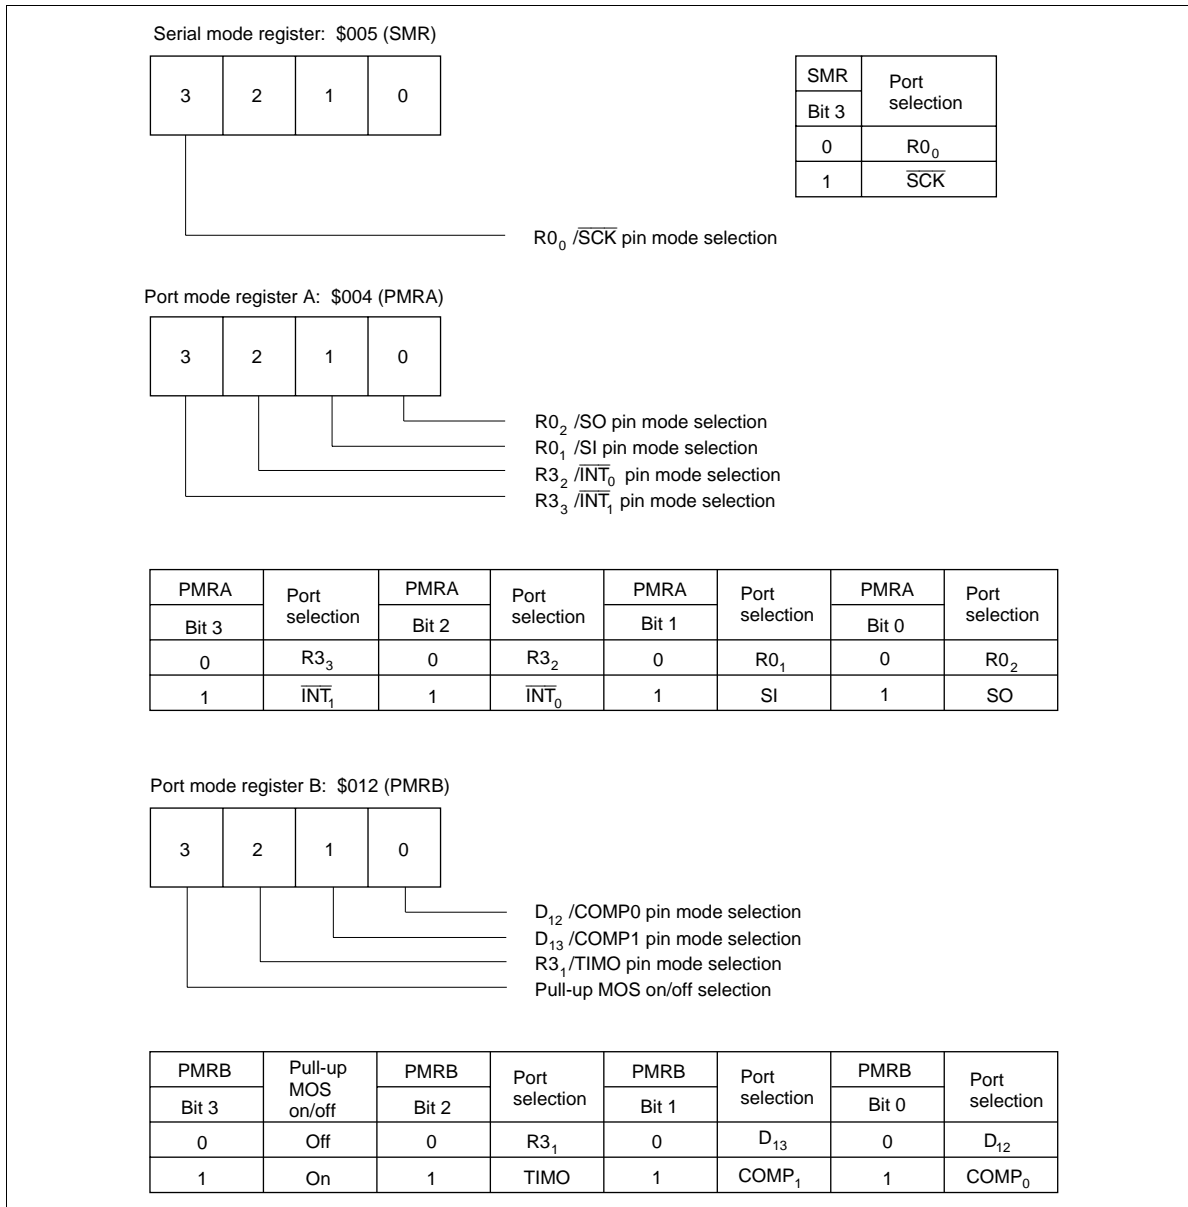 Serial mode register: $005 (SMR)
3 2 1 0
SMR Port selection
Bit 3
0 R0₀
1 S̅C̅K̅
R0₀ /S̅C̅K̅ pin mode selection
Port mode register A: $004 (PMRA)
3 2 1 0
R0₂ /SO pin mode selection
R0₁ /SI pin mode selection
R3₂ /I̅N̅T̅₀ pin mode selection
R3₃ /I̅N̅T̅₁ pin mode selection
PMRA Port selection PMRA Port selection PMRA Port selection PMRA Port selection
Bit 3 Bit 2 Bit 1 Bit 0
0 R3₃ 0 R3₂ 0 R0₁ 0 R0₂
1 I̅N̅T̅₁ 1 I̅N̅T̅₀ 1 SI 1 SO
Port mode register B: $012 (PMRB)
3 2 1 0
D₁₂ /COMP0 pin mode selection
D₁₃ /COMP1 pin mode selection
R3₁/TIMO pin mode selection
Pull-up MOS on/off selection
PMRB Pull-up MOS on/off PMRB Port selection PMRB Port selection PMRB Port selection
Bit 3 Bit 2 Bit 1 Bit 0
0 Off 0 R3₁ 0 D₁₃ 0 D₁₂
1 On 1 TIMO 1 COMP₁ 1 COMP₀